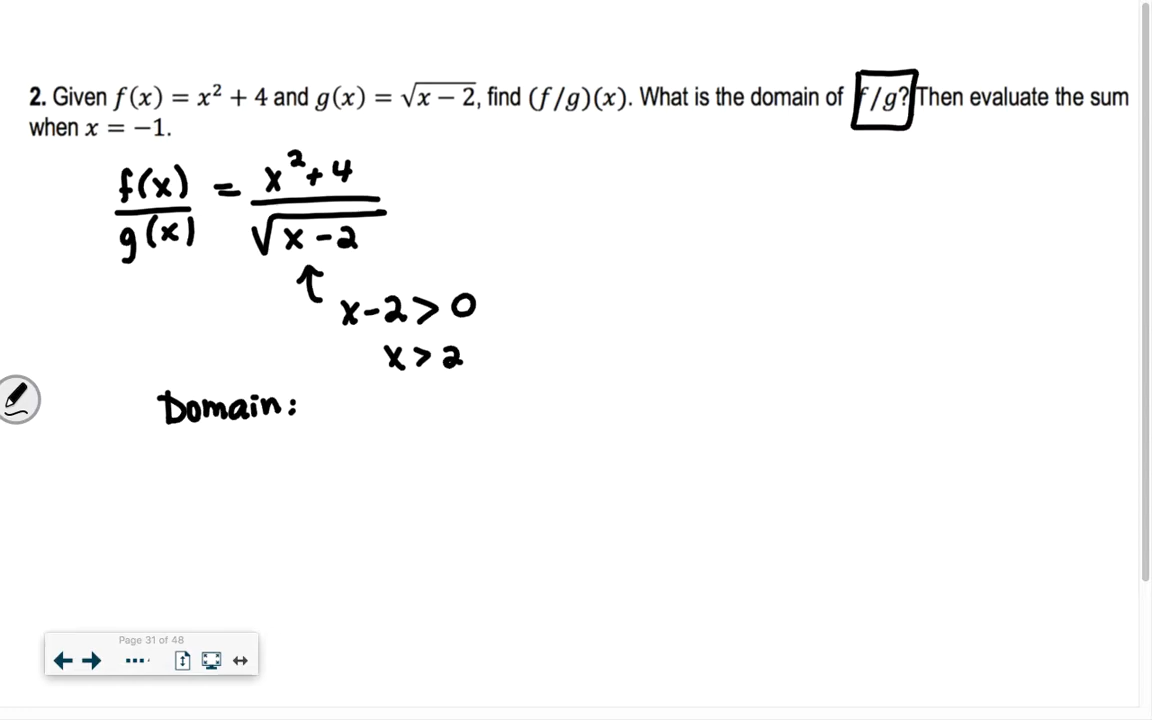 2. Given f(x) = x² + 4 and g(x) = √(x − 2), find (f/g)(x). What is the domain of f/g? Then evaluate the sum
when x = −1.
f(x)/g(x) = (x²+4)/√(x-2)
↑
x-2>0
x>2
Domain:
Page 31 of 48